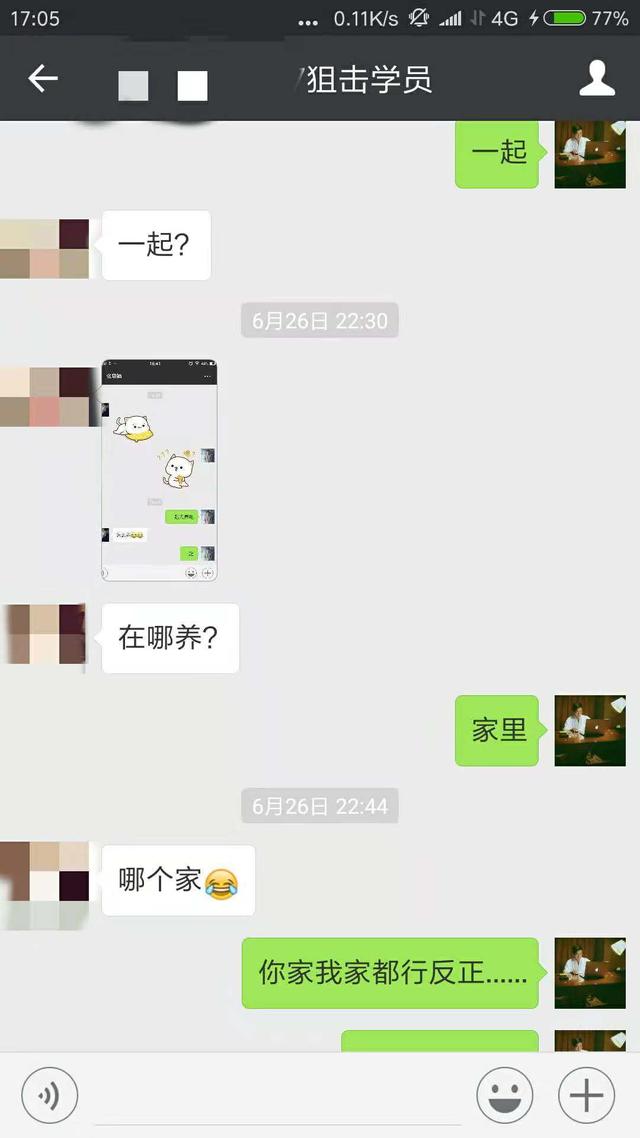 17:05 ... 0.11K/s 4G 77%
狙击学员
一起
一起?
6月26日 22:30
在哪养?
家里
6月26日 22:44
哪个家😂
你家我家都行反正......